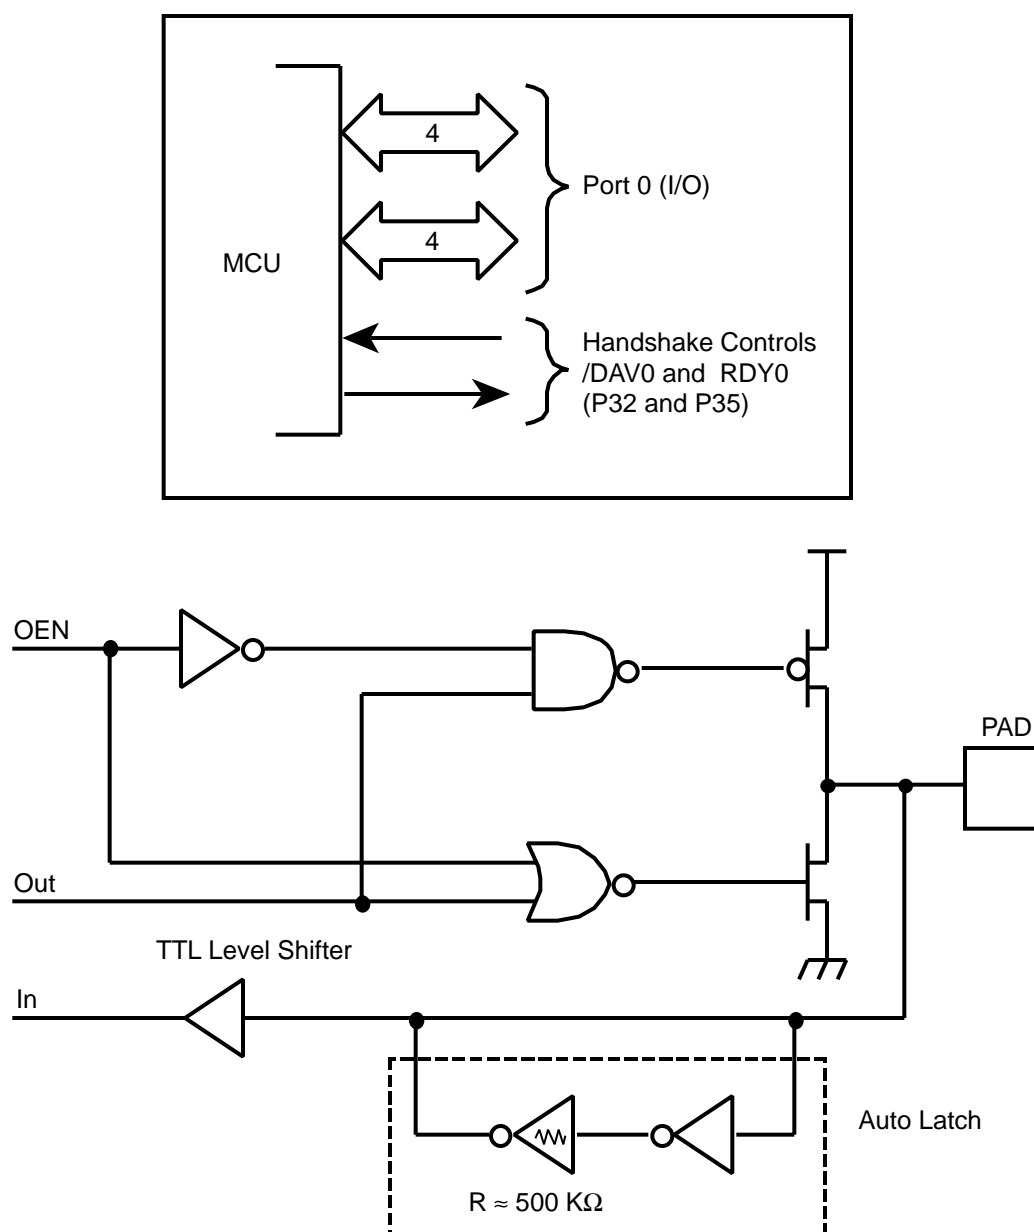 4
Port 0 (I/O)
4
MCU
Handshake Controls
/DAV0 and RDY0
(P32 and P35)
OEN
PAD
Out
TTL Level Shifter
In
Auto Latch
R ≈ 500 KΩ